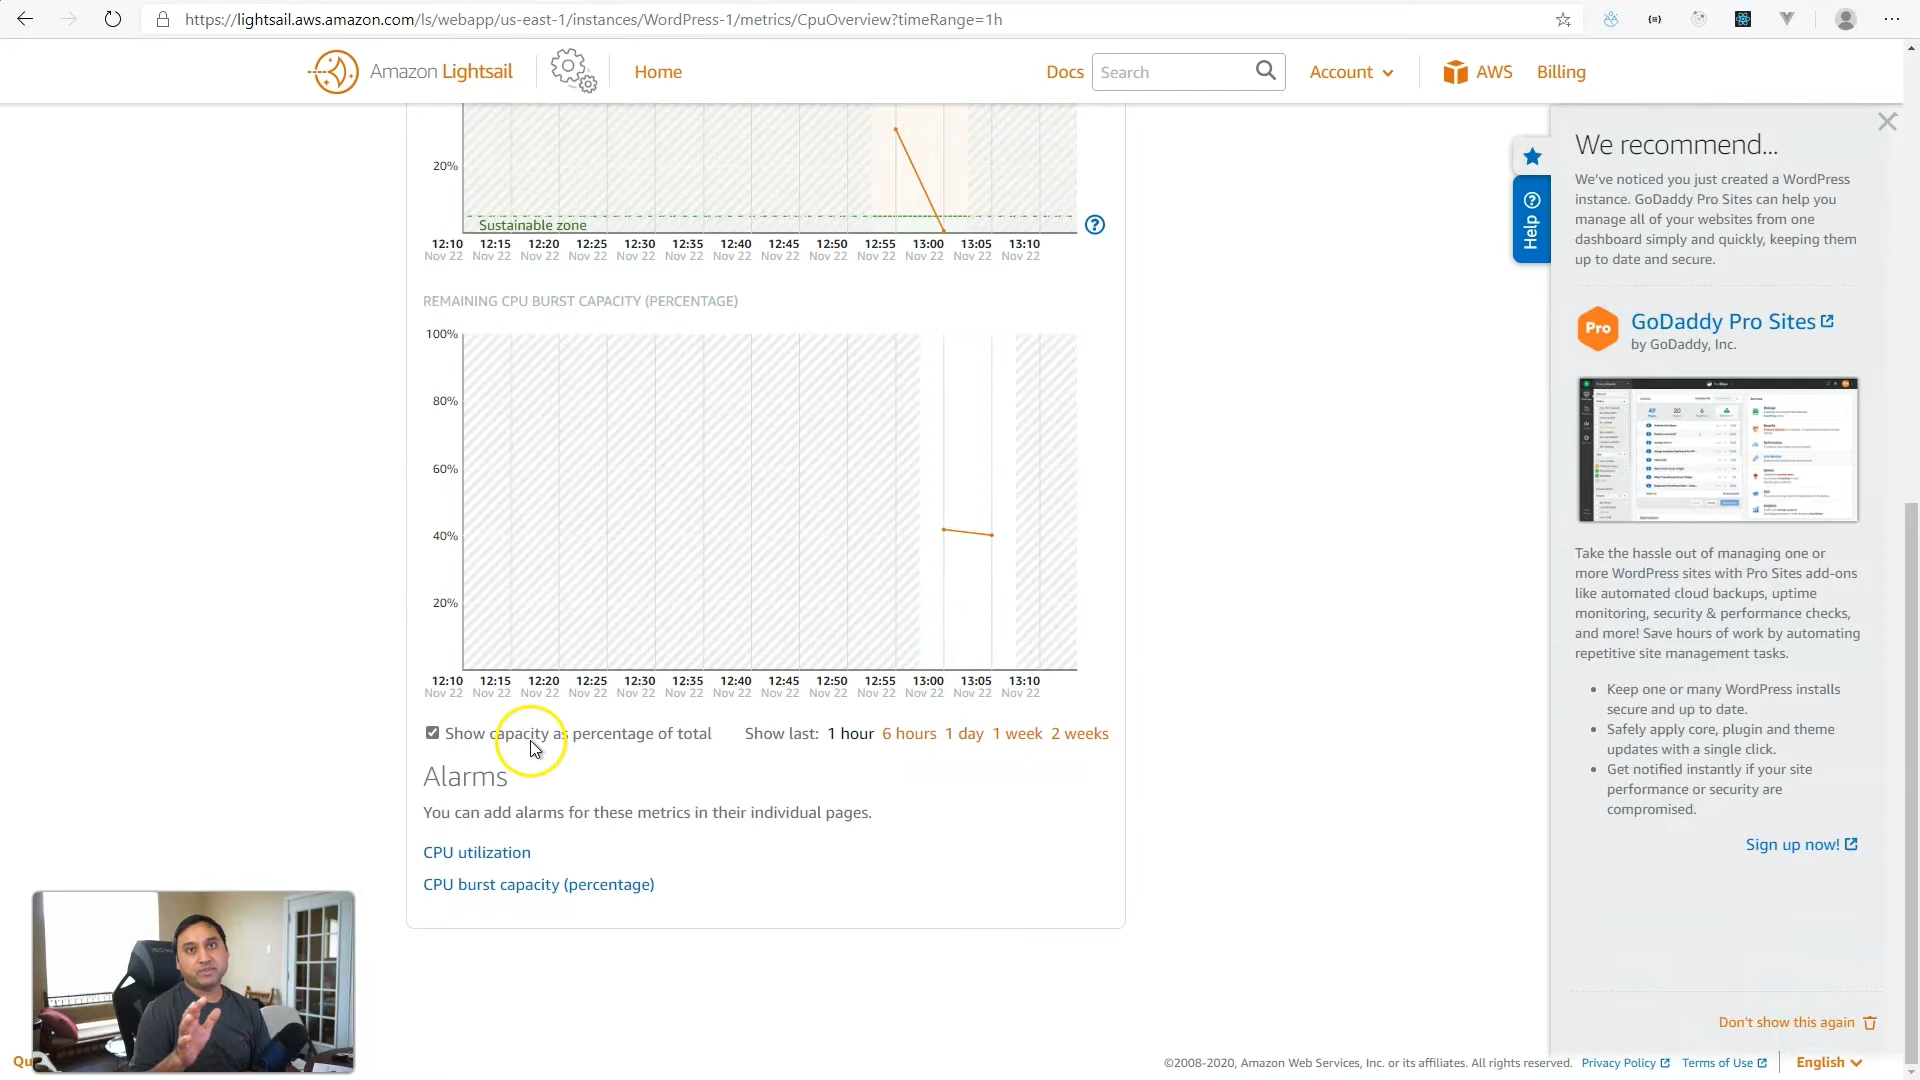 https://lightsail.aws.amazon.com/ls/webapp/us-east-1/instances/WordPress-1/metrics/CpuOverview?timeRange=1h
Amazon Lightsail
Home
Docs
Search
Account
AWS
Billing
20%
Sustainable zone
12:10 12:15 12:20 12:25 12:30 12:35 12:40 12:45 12:50 12:55 13:00 13:05 13:10
Nov 22 Nov 22 Nov 22 Nov 22 Nov 22 Nov 22 Nov 22 Nov 22 Nov 22 Nov 22 Nov 22 Nov 22 Nov 22
REMAINING CPU BURST CAPACITY (PERCENTAGE)
100%
80%
60%
40%
20%
12:10 12:15 12:20 12:25 12:30 12:35 12:40 12:45 12:50 12:55 13:00 13:05 13:10
Nov 22 Nov 22 Nov 22 Nov 22 Nov 22 Nov 22 Nov 22 Nov 22 Nov 22 Nov 22 Nov 22 Nov 22 Nov 22
Show capacity as percentage of total
Show last: 1 hour 6 hours 1 day 1 week 2 weeks
Alarms
You can add alarms for these metrics in their individual pages.
CPU utilization
CPU burst capacity (percentage)
Help
We recommend...
We've noticed you just created a WordPress
instance. GoDaddy Pro Sites can help you
manage all of your websites from one
dashboard simply and quickly, keeping them
up to date and secure.
Pro
GoDaddy Pro Sites
by GoDaddy, Inc.
Take the hassle out of managing one or
more WordPress sites with Pro Sites add-ons
like automated cloud backups, uptime
monitoring, security & performance checks,
and more! Save hours of work by automating
repetitive site management tasks.
Keep one or many WordPress installs
secure and up to date.
Safely apply core, plugin and theme
updates with a single click.
Get notified instantly if your site
performance or security are
compromised.
Sign up now!
Don't show this again
Qu
©2008-2020, Amazon Web Services, Inc. or its affiliates. All rights reserved.
Privacy Policy
Terms of Use
English